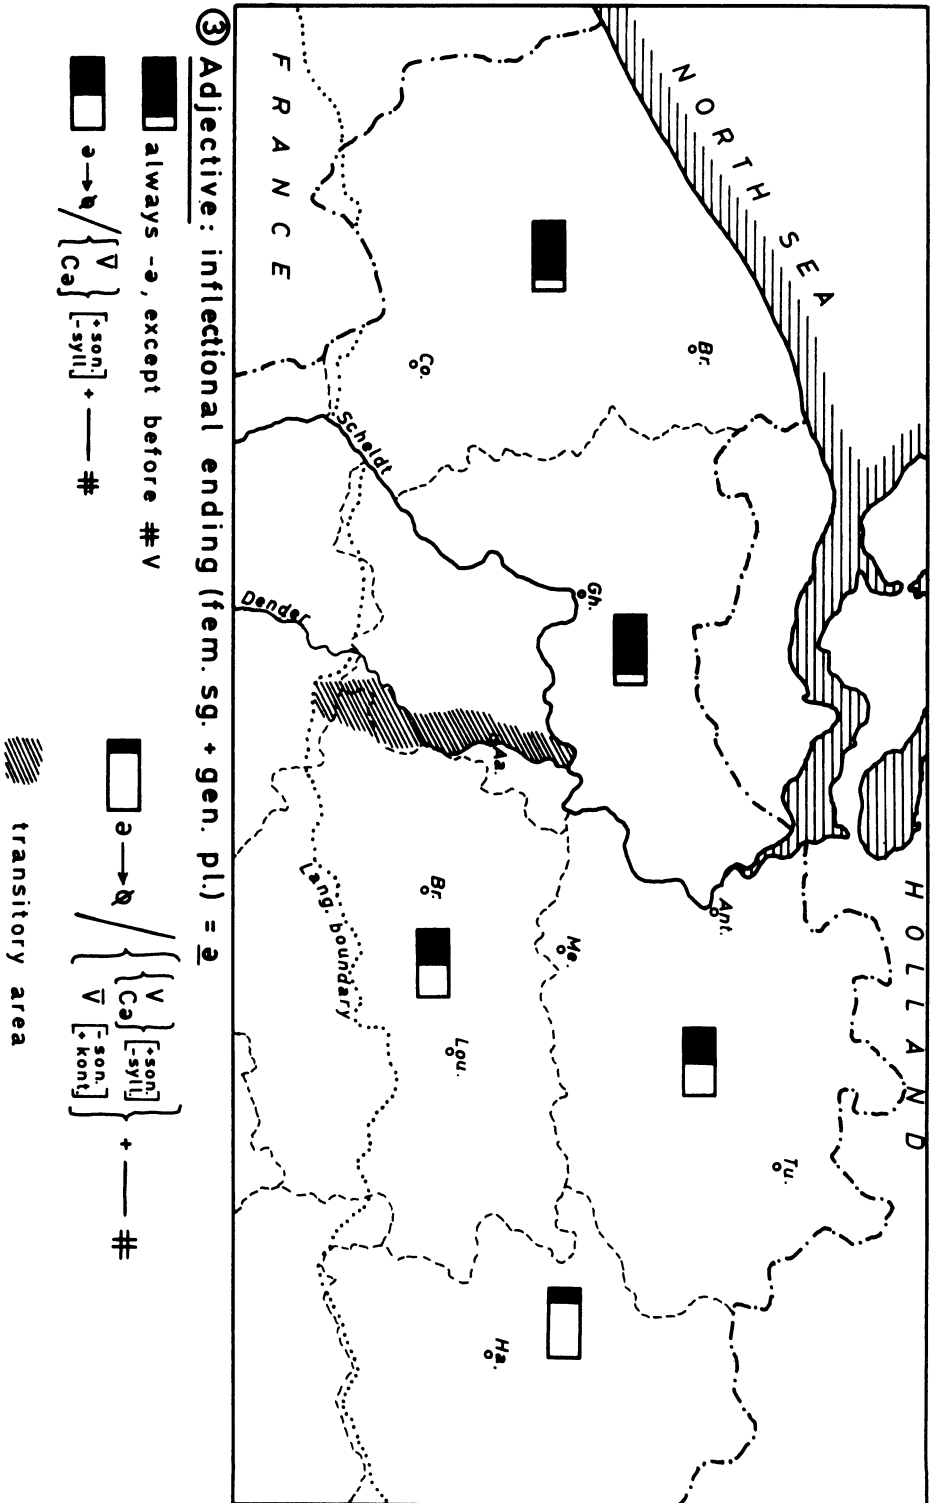 NORTH SEA
HOLLAND
FRANCE
Br.
Co.
Scheldt
Gh.
Dender
Aa.
Ant.
Br.
Me.
Lou.
Lang. boundary
Tu.
Ha.
③ Adjective: inflectional ending (fem. sg. + gen. pl.) = ə
always -ə, except before ⧣V
ə → ∅ / { V̅ / Cə } [+son. -syll] + — ⧣
ə → ∅ / { { V / Cə } [+son. -syll.] / V̅ [-son. +kont.] } + — ⧣
transitory area